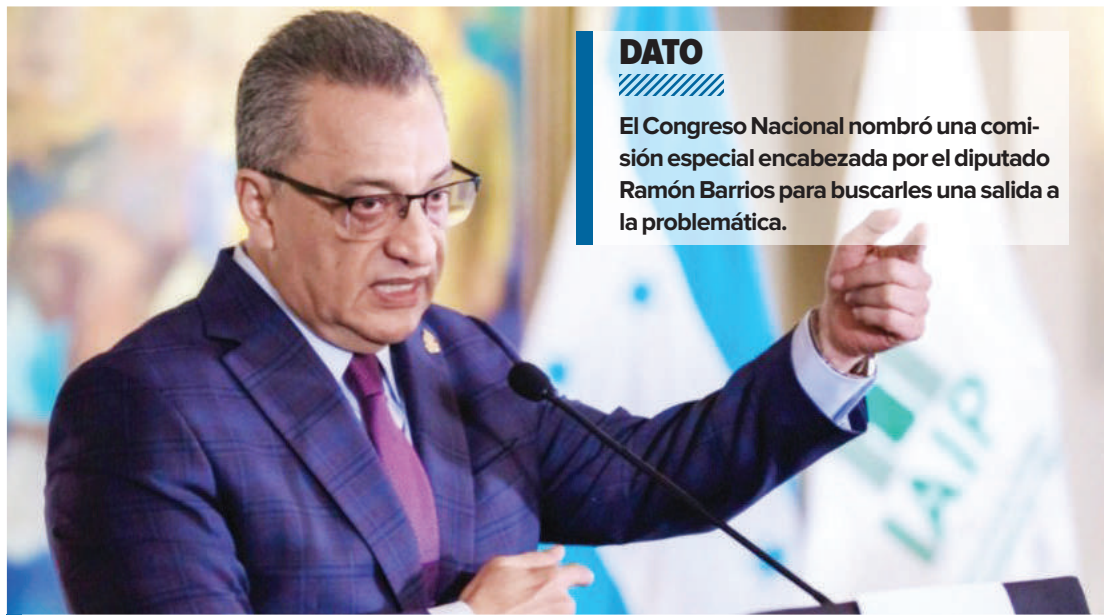 DATO
El Congreso Nacional nombró una comi-
sión especial encabezada por el diputado
Ramón Barrios para buscarles una salida a
la problemática.
IAIP